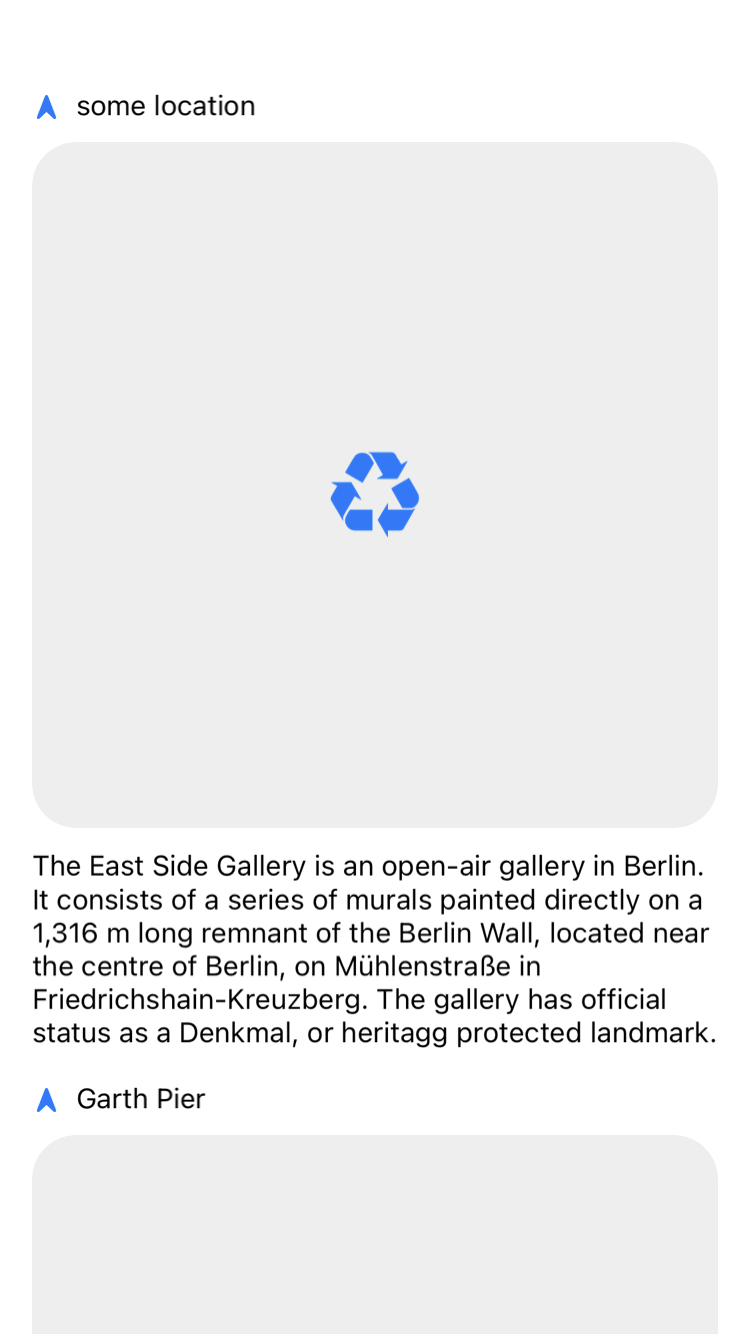 some location
The East Side Gallery is an open-air gallery in Berlin.
It consists of a series of murals painted directly on a
1,316 m long remnant of the Berlin Wall, located near
the centre of Berlin, on Mühlenstraße in
Friedrichshain-Kreuzberg. The gallery has official
status as a Denkmal, or heritagg protected landmark.
Garth Pier